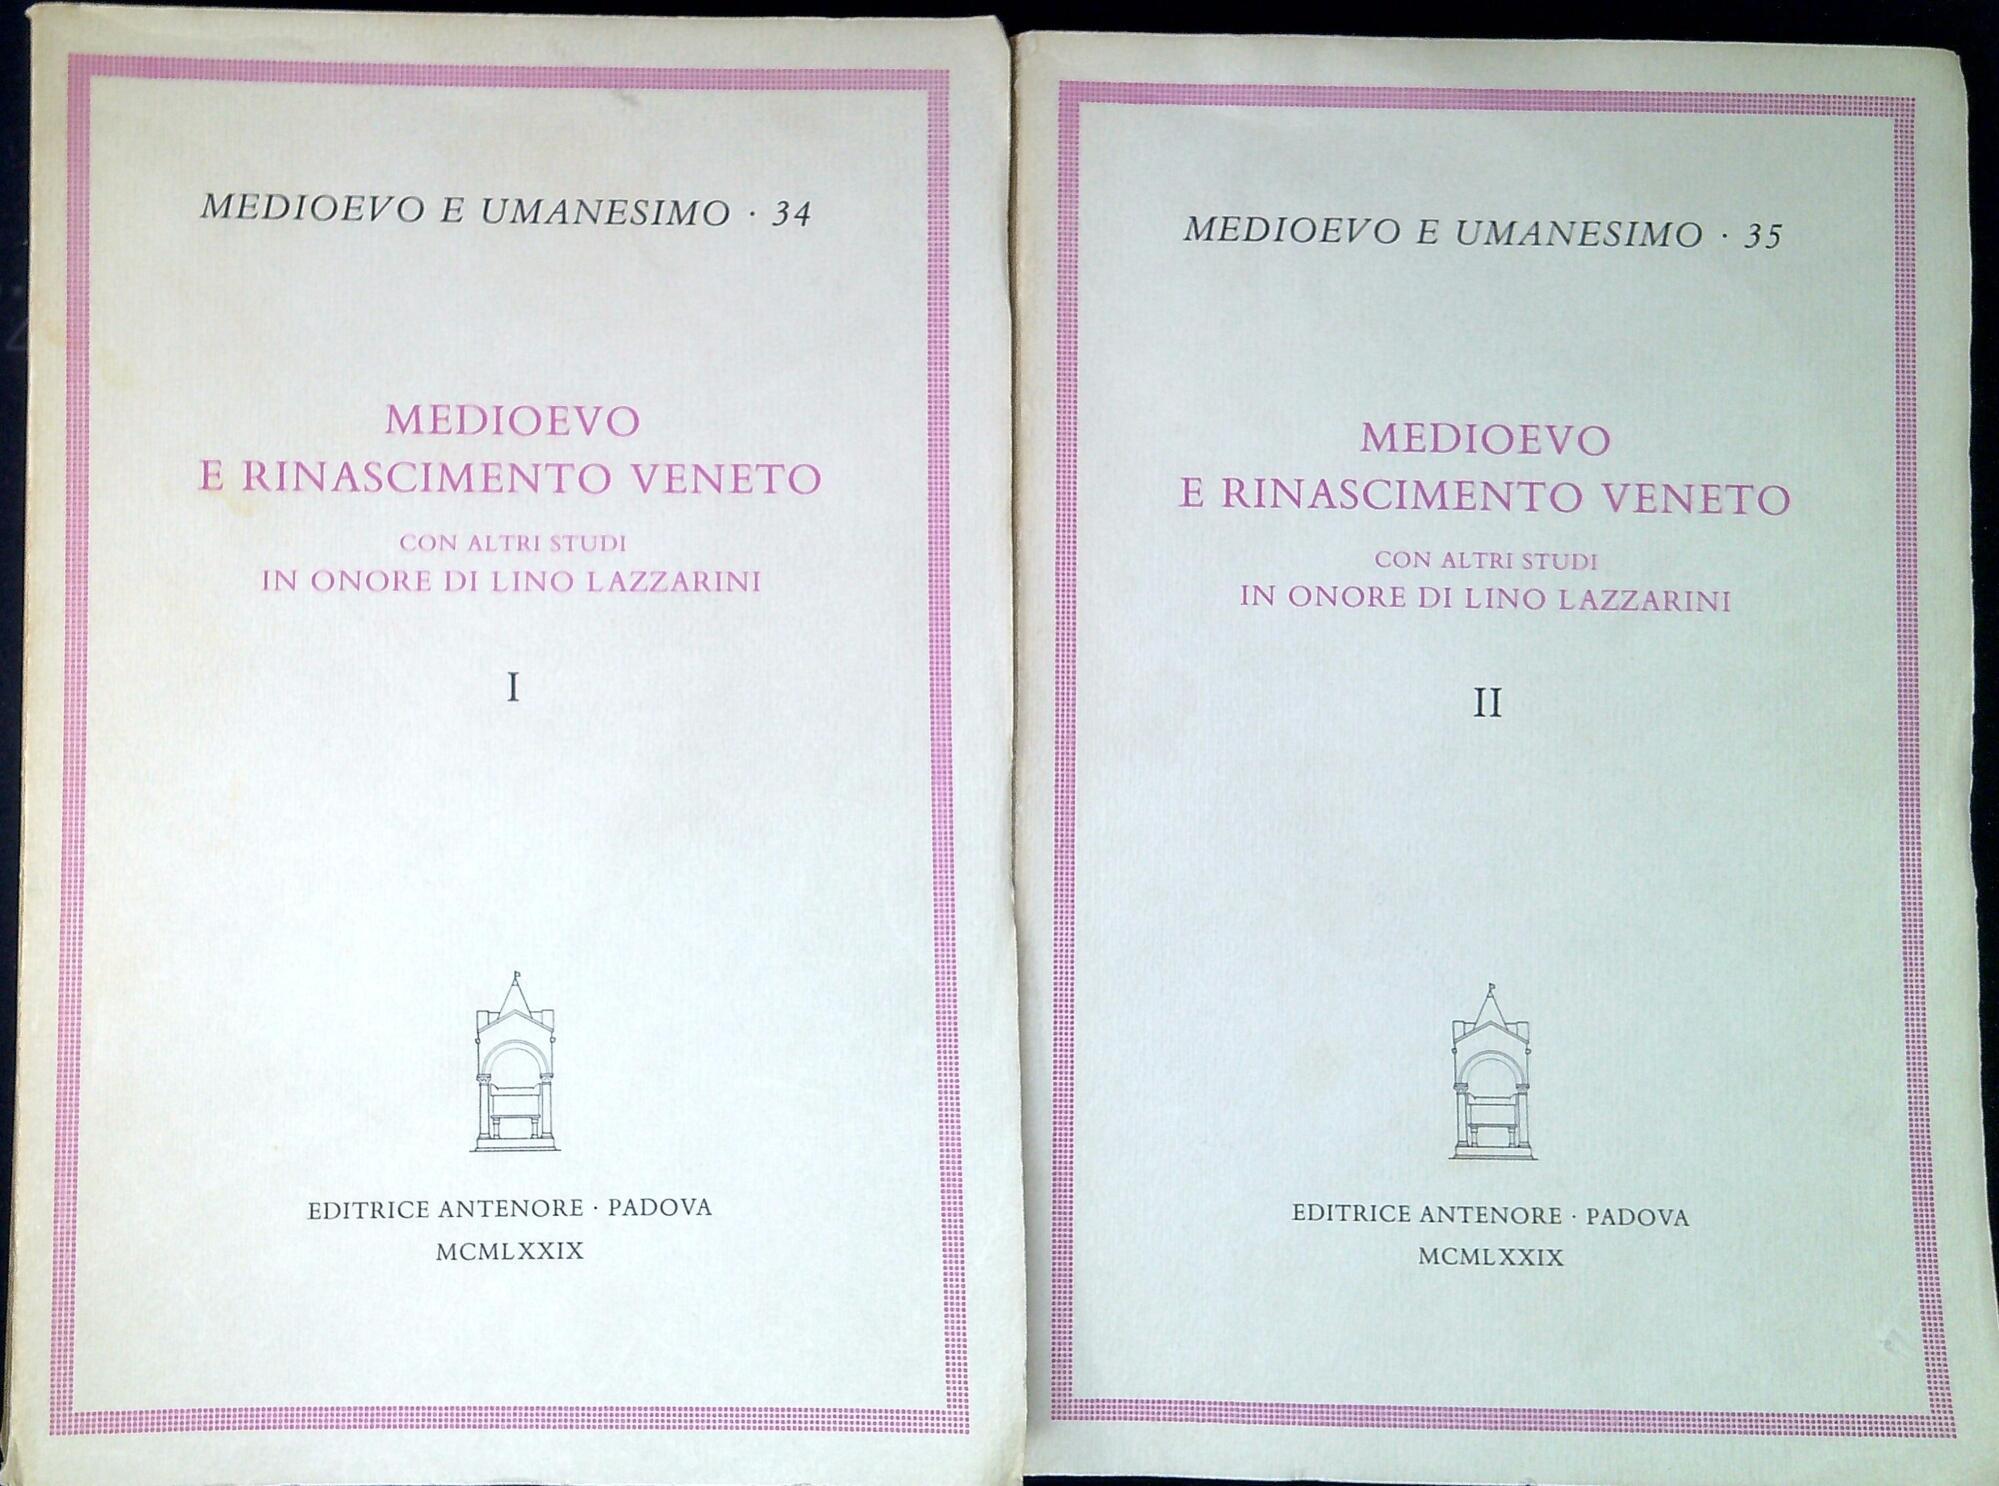 MEDIOEVO E UMANESIMO · 34
MEDIOEVO
E RINASCIMENTO VENETO
CON ALTRI STUDI
IN ONORE DI LINO LAZZARINI
I
EDITRICE ANTENORE · PADOVA
MCMLXXIX
MEDIOEVO E UMANESIMO · 35
MEDIOEVO
E RINASCIMENTO VENETO
CON ALTRI STUDI
IN ONORE DI LINO LAZZARINI
II
EDITRICE ANTENORE · PADOVA
MCMLXXIX